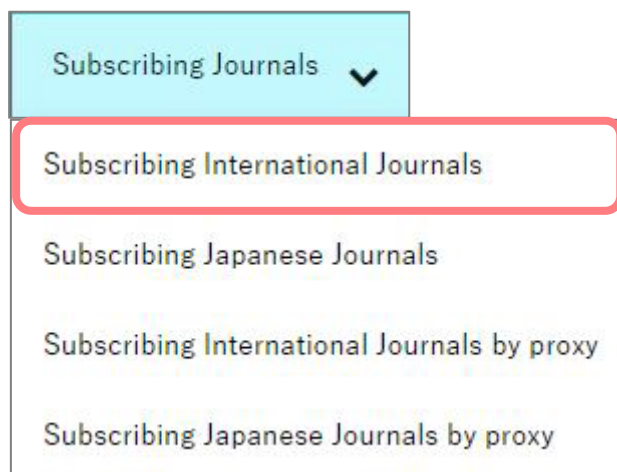 Subscribing Journals
Subscribing International Journals
Subscribing Japanese Journals
Subscribing International Journals by proxy
Subscribing Japanese Journals by proxy